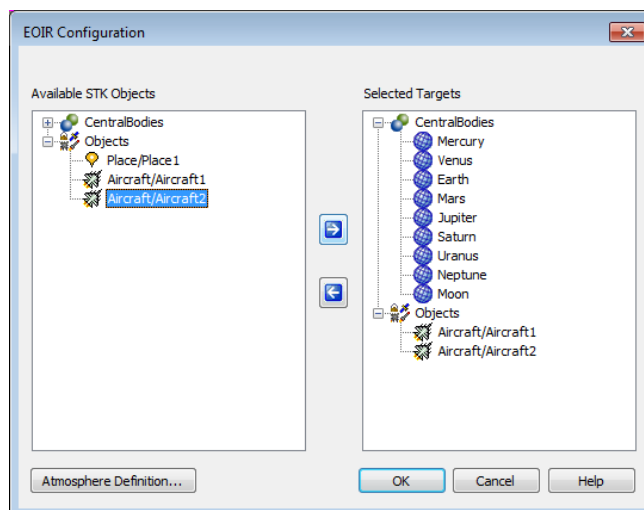 EOIR Configuration
Available STK Objects
CentralBodies
Objects
Place/Place1
Aircraft/Aircraft1
Aircraft/Aircraft2
Selected Targets
CentralBodies
Mercury
Venus
Earth
Mars
Jupiter
Saturn
Uranus
Neptune
Moon
Objects
Aircraft/Aircraft1
Aircraft/Aircraft2
Atmosphere Definition...
OK
Cancel
Help